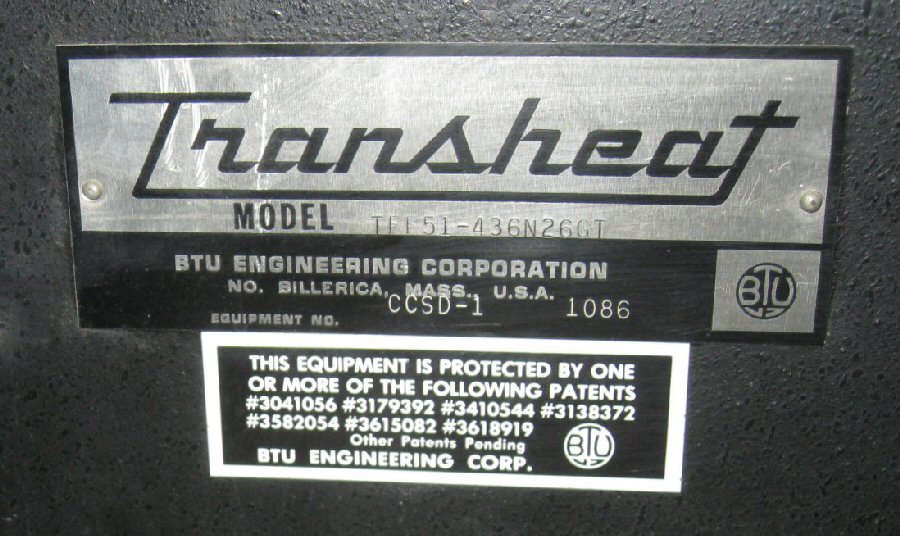 Transheat
MODEL TFF51-436N26GT
BTU ENGINEERING CORPORATION
NO. BILLERICA, MASS., U.S.A.
EQUIPMENT NO. CCSD-1 1086
BTU
THIS EQUIPMENT IS PROTECTED BY ONE
OR MORE OF THE FOLLOWING PATENTS
#3041056 #3179392 #3410544 #3138372
#3582054 #3615082 #3618919
Other Patents Pending
BTU ENGINEERING CORP.
BTU